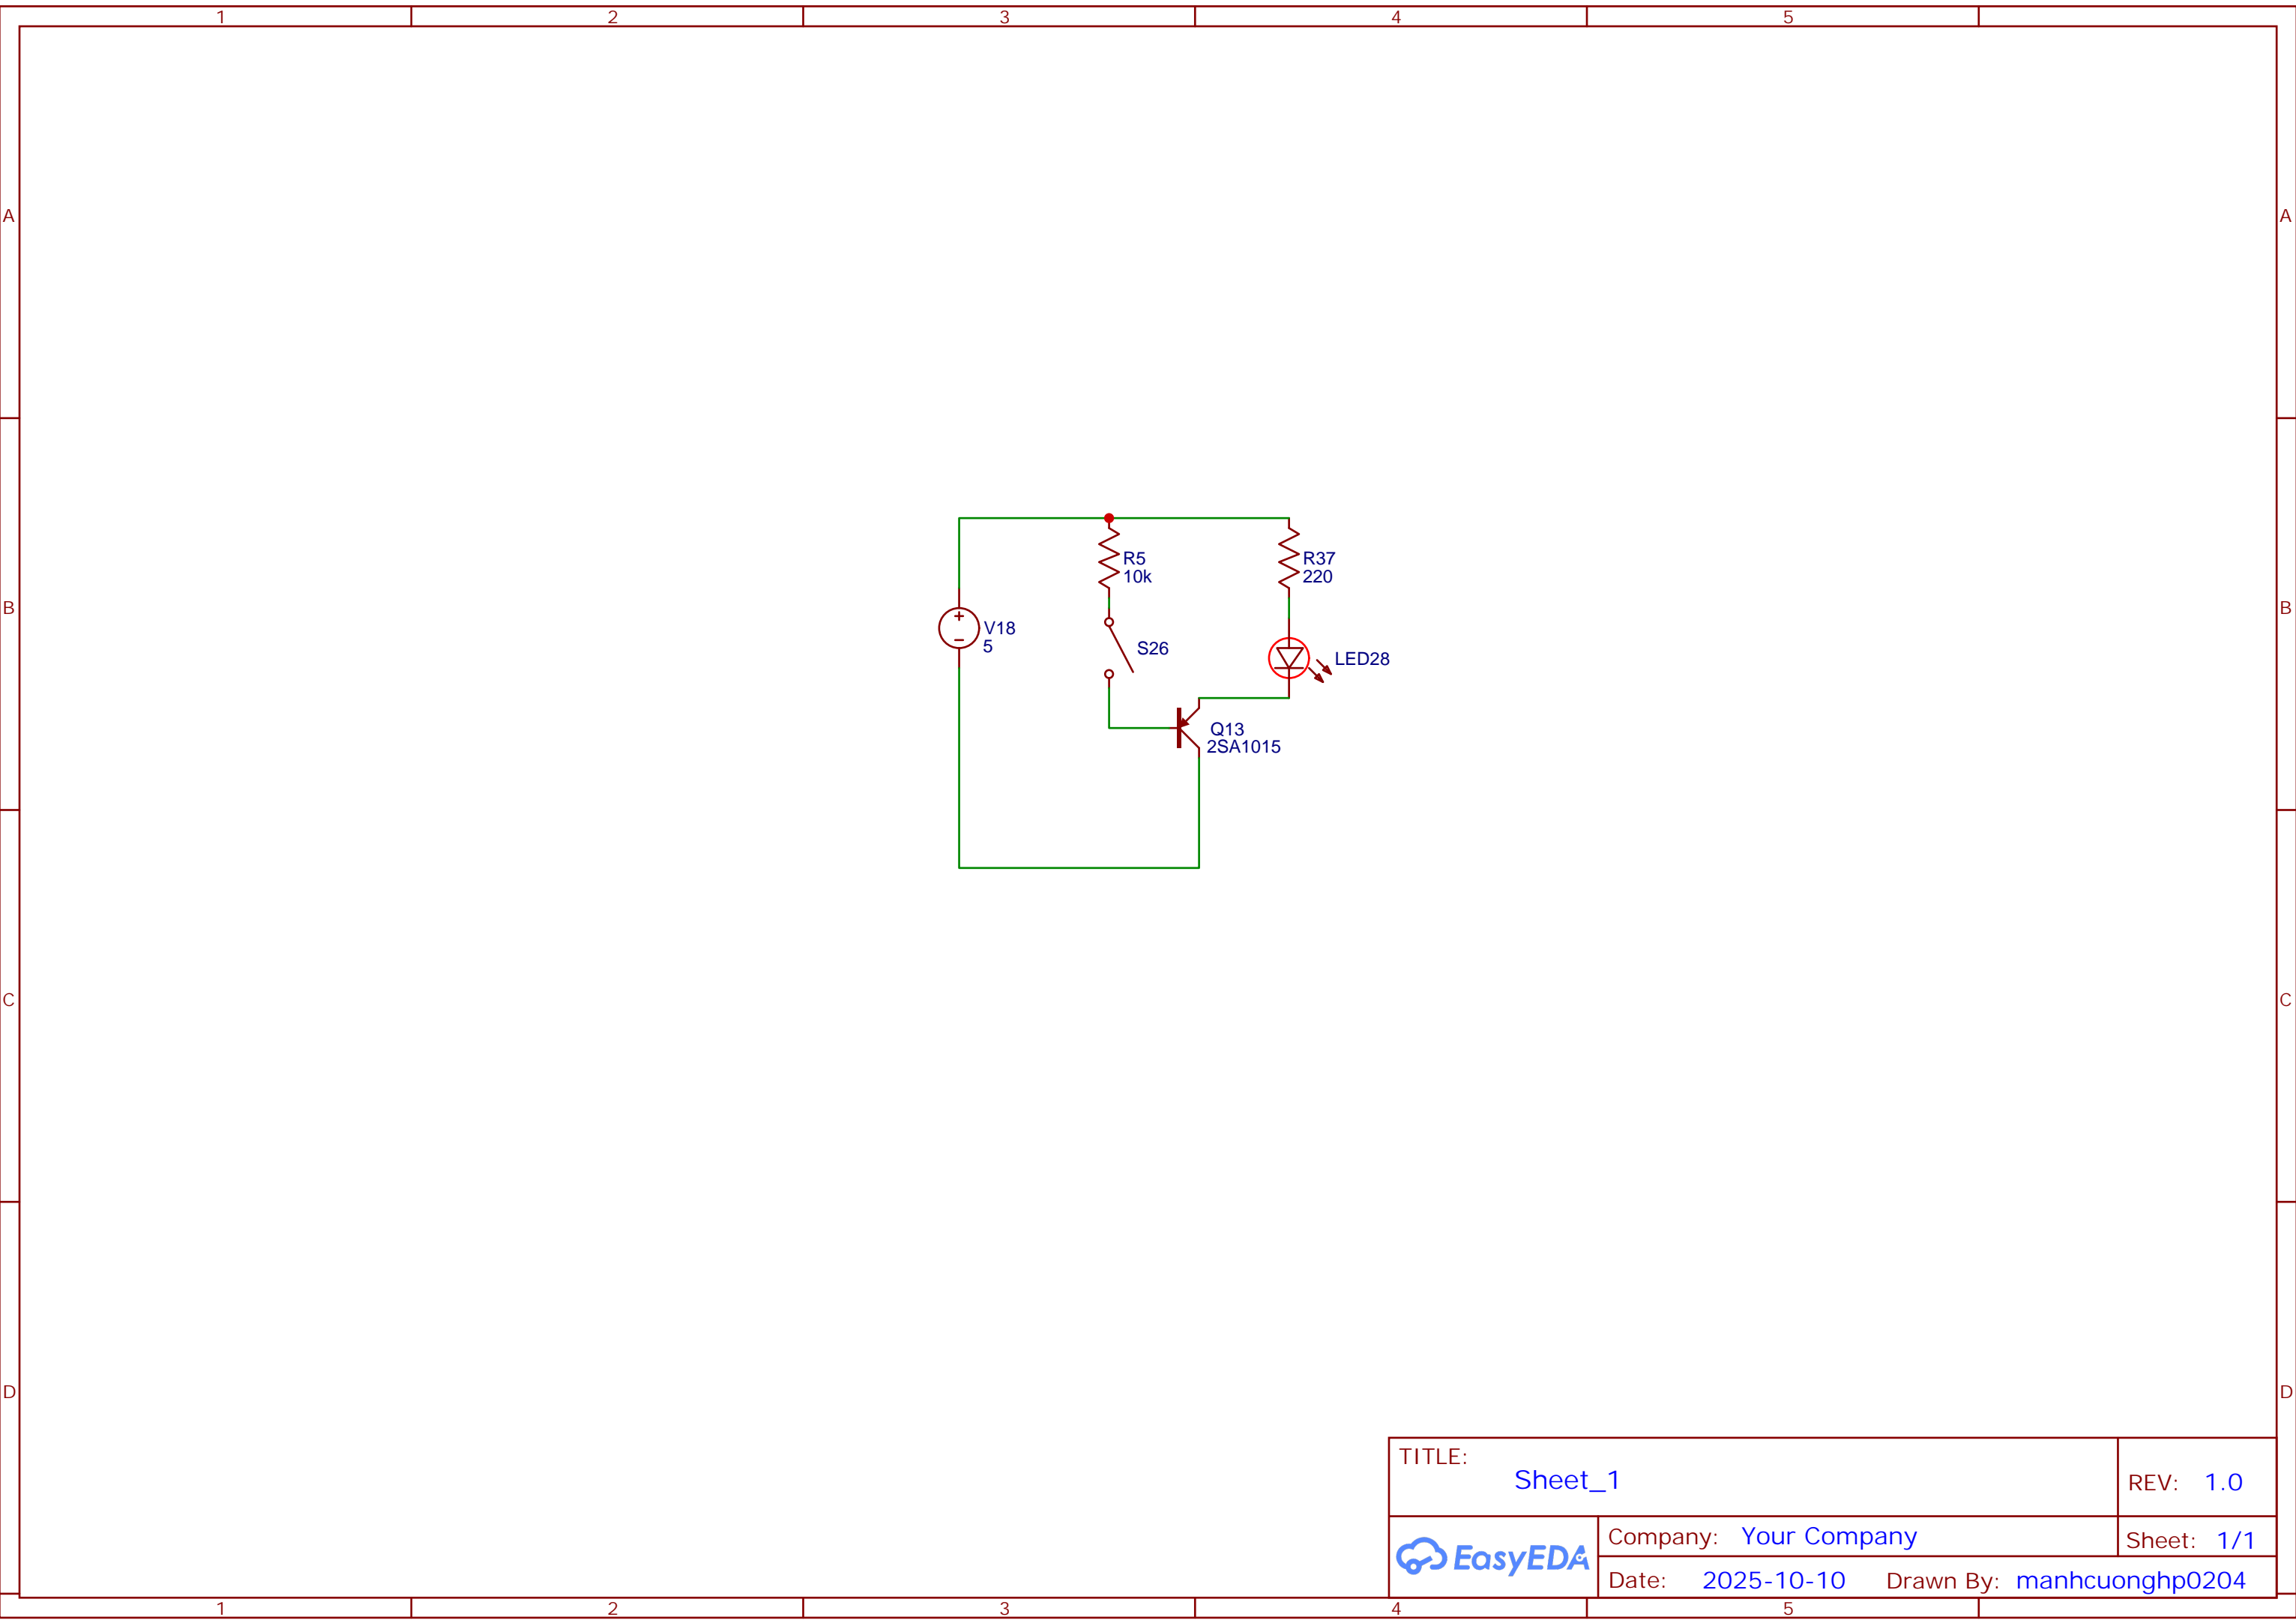 1 2 3 4 5
A A
R5
10k
R37
220
B B
V18
5
S26
LED28
Q13
2SA1015
C C
D D
TITLE:
Sheet_1
REV: 1.0
EasyEDA
Company: Your Company
Sheet: 1/1
Date: 2025-10-10 Drawn By: manhcuonghp0204
1 2 3 4 5